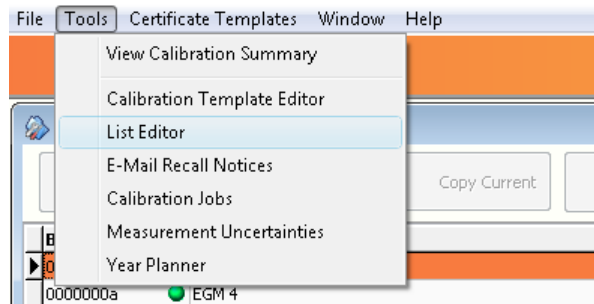 File Tools Certificate Templates Window Help
View Calibration Summary
Calibration Template Editor
List Editor
E-Mail Recall Notices
Copy Current
Calibration Jobs
Measurement Uncertainties
Year Planner
0000000a EGM 4